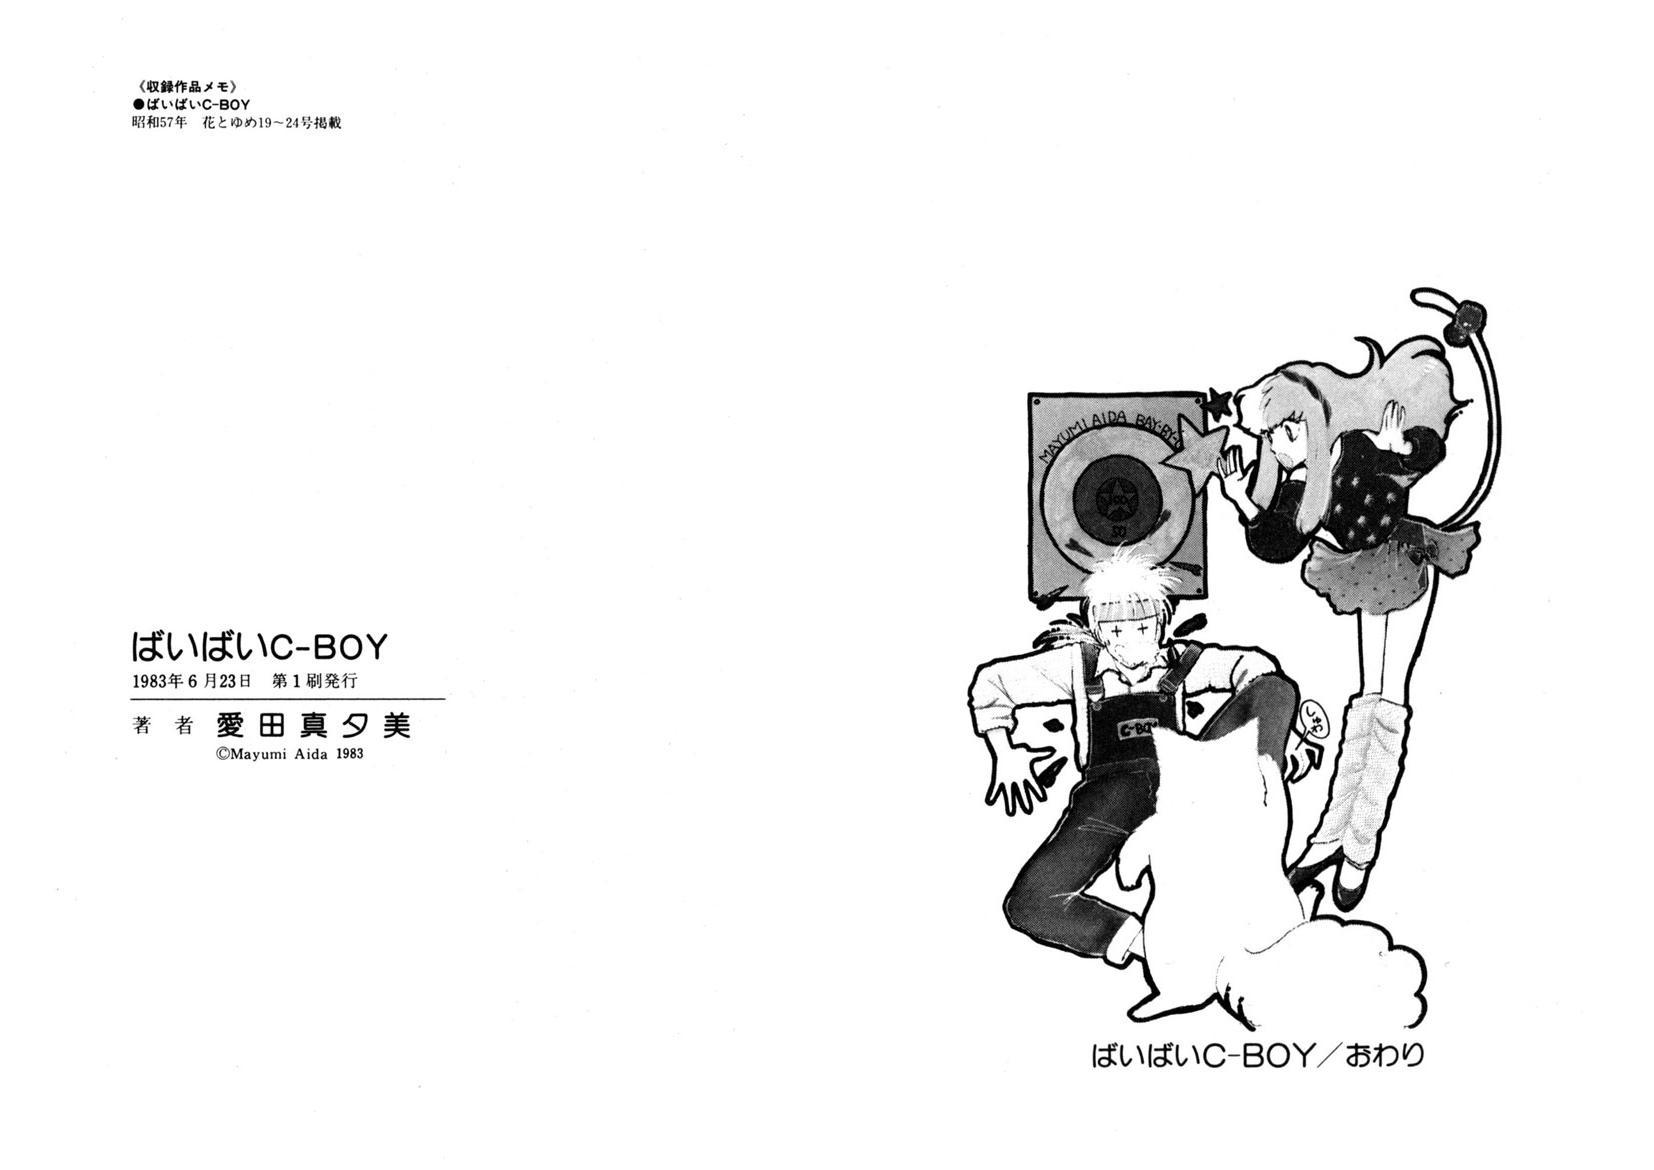 《収録作品メモ》
●ばいばいC-BOY
昭和57年　花とゆめ19〜24号掲載
ばいばいC-BOY
1983年6月23日　第1刷発行
著　者　愛田真夕美
©Mayumi Aida 1983
MAYUMI AIDA BAY-BY-C
C-BOY
ばいばいC-BOY／おわり